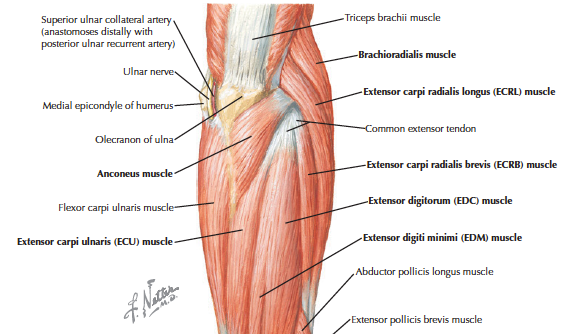 Superior ulnar collateral artery
(anastomoses distally with
posterior ulnar recurrent artery)
Ulnar nerve
Medial epicondyle of humerus
Olecranon of ulna
Anconeus muscle
Flexor carpi ulnaris muscle
Extensor carpi ulnaris (ECU) muscle
Triceps brachii muscle
Brachioradialis muscle
Extensor carpi radialis longus (ECRL) muscle
Common extensor tendon
Extensor carpi radialis brevis (ECRB) muscle
Extensor digitorum (EDC) muscle
Extensor digiti minimi (EDM) muscle
Abductor pollicis longus muscle
Extensor pollicis brevis muscle
F. Netter
M.D.